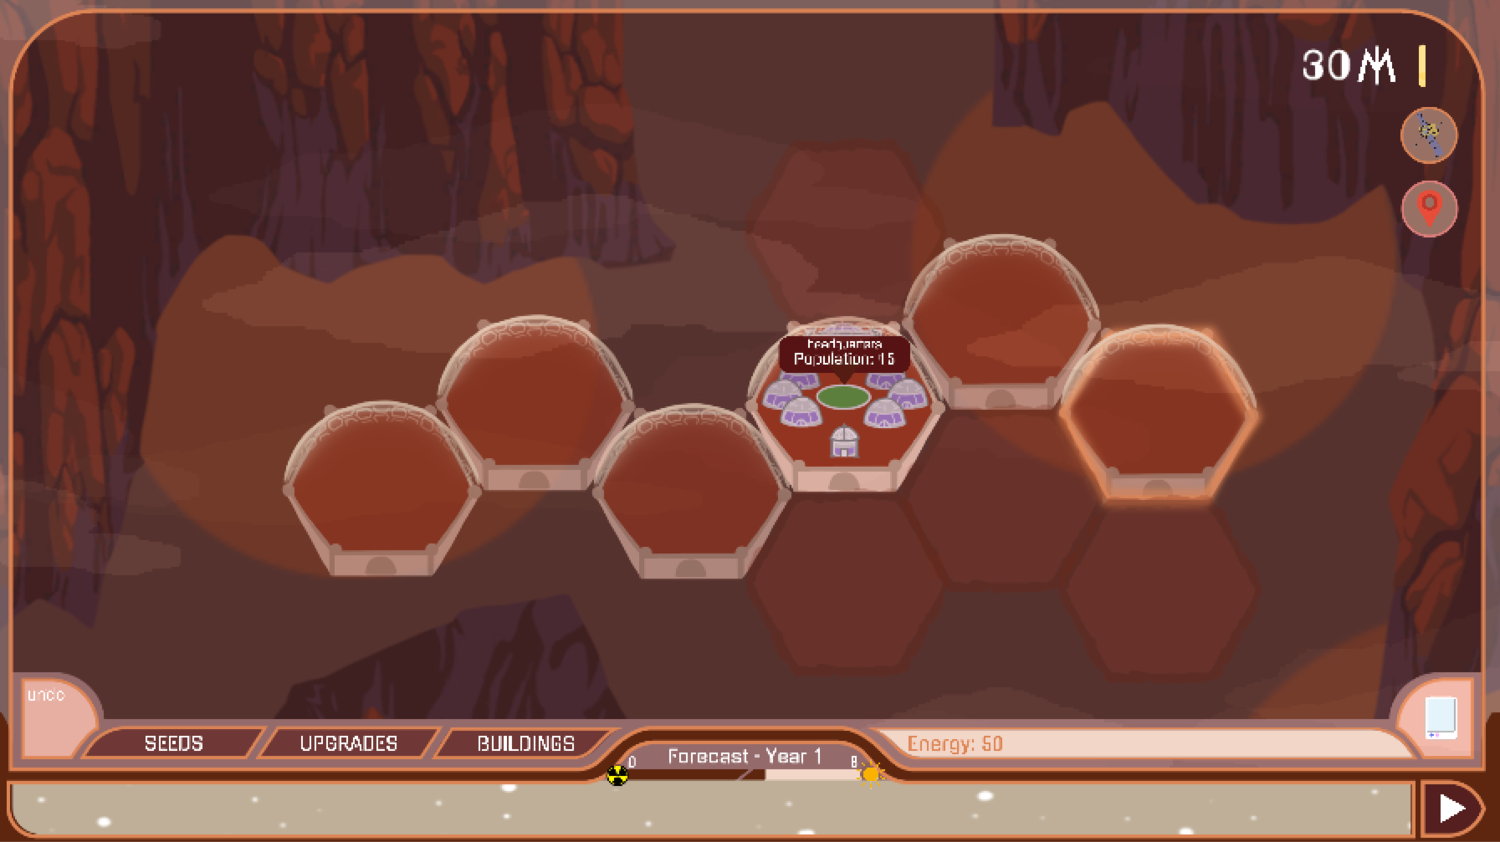 30
headquarters
Population: 15
undo
SEEDS
UPGRADES
BUILDINGS
0
Forecast - Year 1
8
Energy: 50